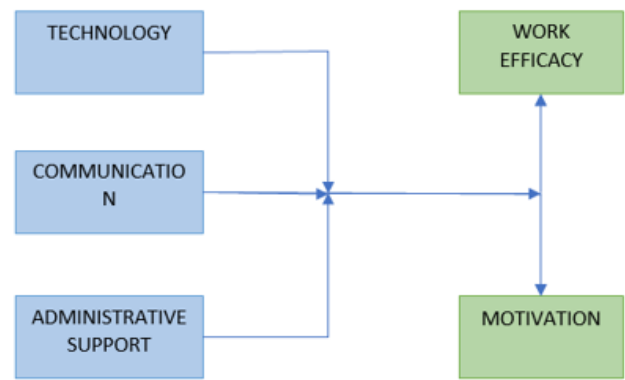 TECHNOLOGY
COMMUNICATIO
N
ADMINISTRATIVE
SUPPORT
WORK
EFFICACY
MOTIVATION